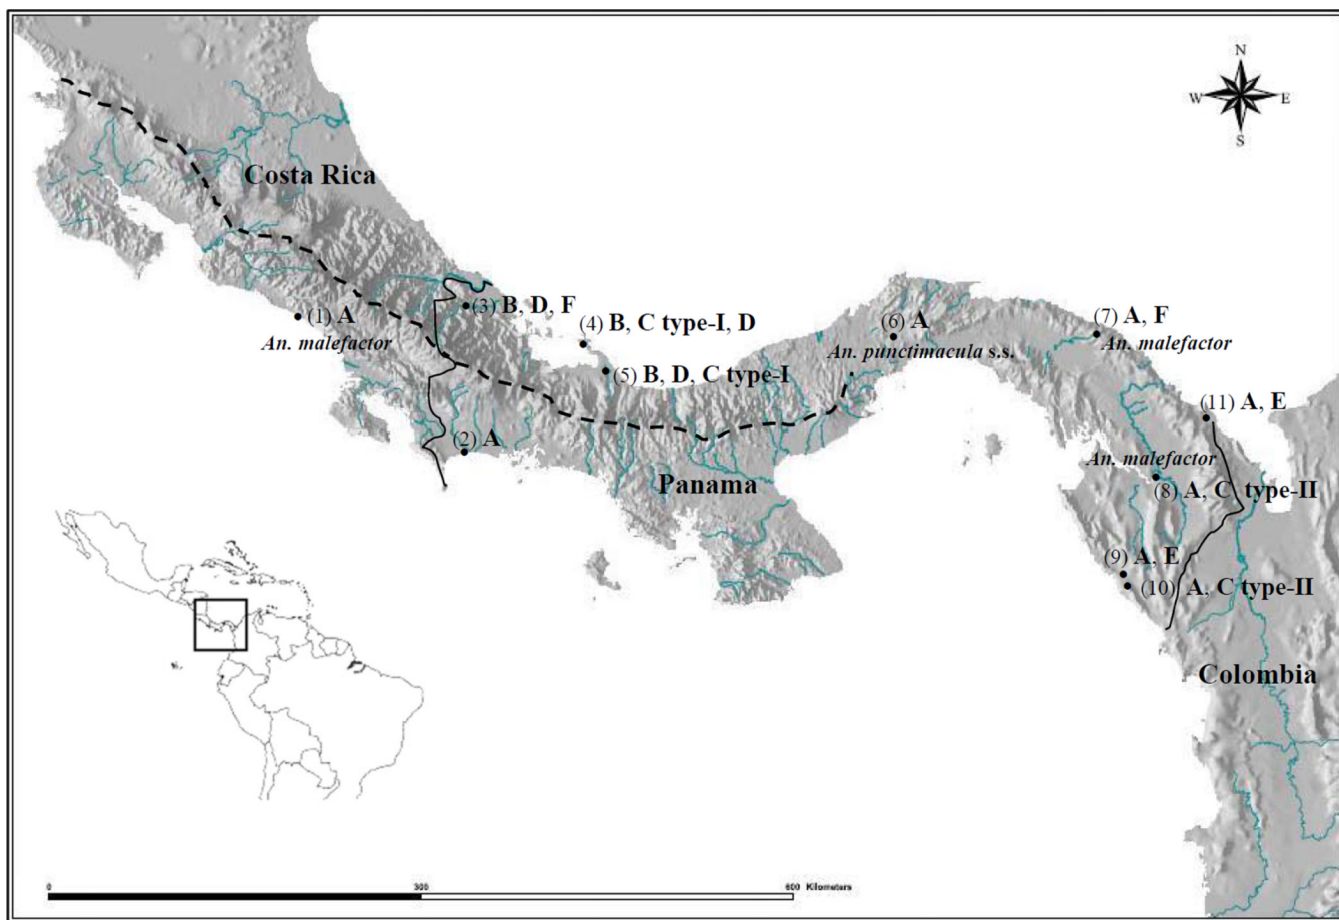 N
W E
S
Costa Rica
(1) A
An. malefactor
(3) B, D, F
(4) B, C type-I, D
(5) B, D, C type-I
(2) A
(6) A
An. punctimacula s.s.
(7) A, F
An. malefactor
(11) A, E
An. malefactor
(8) A, C type-II
Panama
(9) A, E
(10) A, C type-II
Colombia
0 300 600 Kilometers